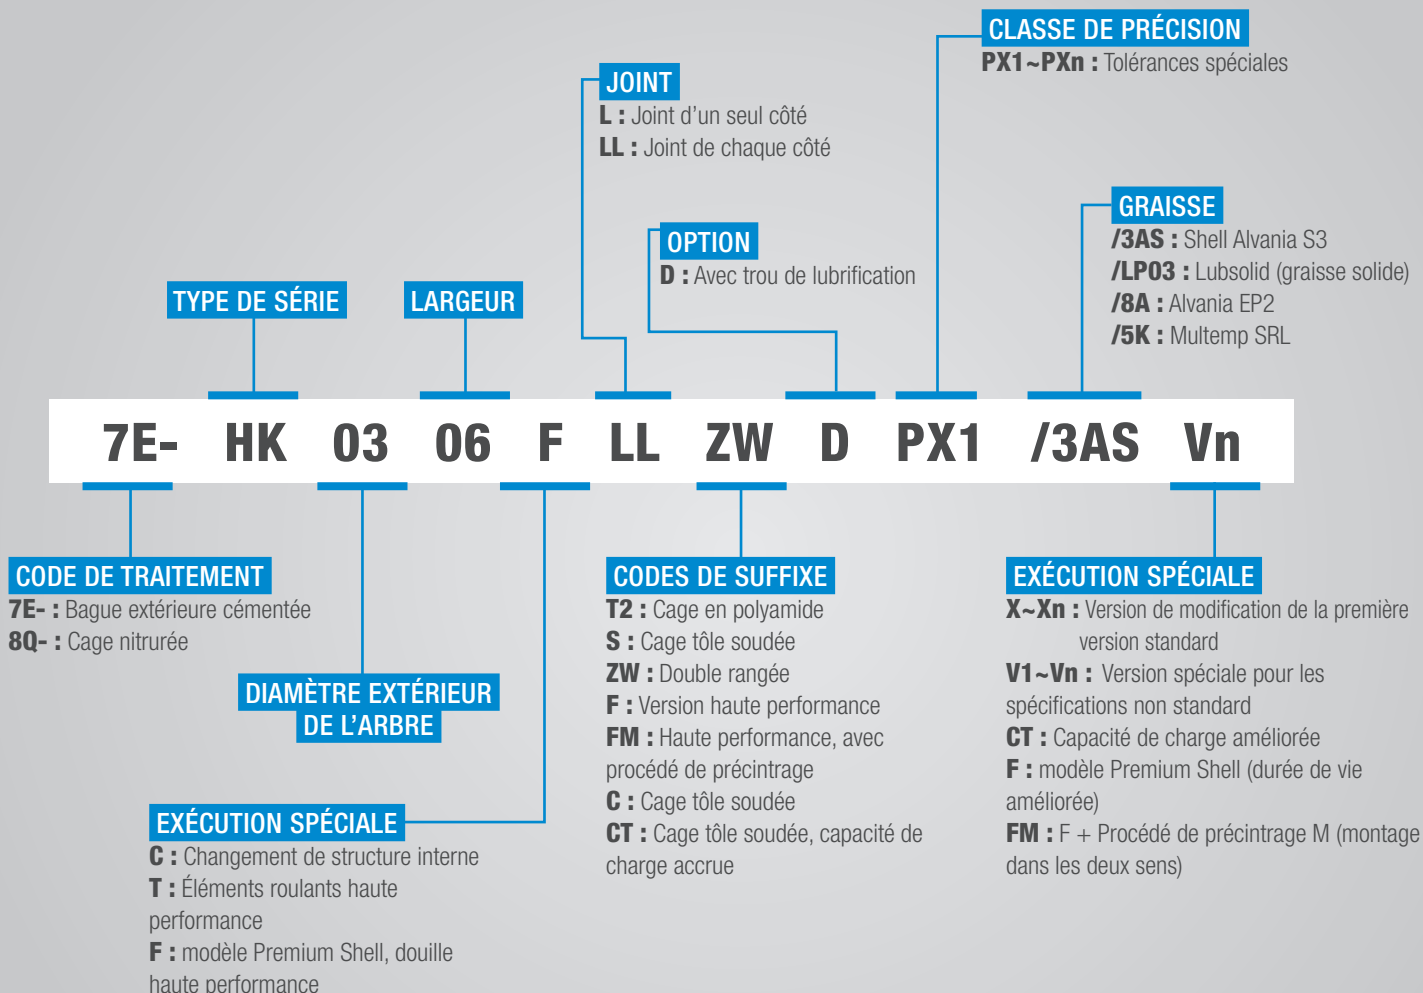 CLASSE DE PRÉCISION
PX1~PXn : Tolérances spéciales
JOINT
L : Joint d’un seul côté
LL : Joint de chaque côté
GRAISSE
/3AS : Shell Alvania S3
/LP03 : Lubsolid (graisse solide)
/8A : Alvania EP2
/5K : Multemp SRL
OPTION
D : Avec trou de lubrification
TYPE DE SÉRIE
LARGEUR
7E- HK 03 06 F LL ZW D PX1 /3AS Vn
CODE DE TRAITEMENT
7E- : Bague extérieure cémentée
8Q- : Cage nitrurée
DIAMÈTRE EXTÉRIEUR
DE L’ARBRE
EXÉCUTION SPÉCIALE
C : Changement de structure interne
T : Éléments roulants haute
performance
F : modèle Premium Shell, douille
haute performance
CODES DE SUFFIXE
T2 : Cage en polyamide
S : Cage tôle soudée
ZW : Double rangée
F : Version haute performance
FM : Haute performance, avec
procédé de précintrage
C : Cage tôle soudée
CT : Cage tôle soudée, capacité de
charge accrue
EXÉCUTION SPÉCIALE
X~Xn : Version de modification de la première
version standard
V1~Vn : Version spéciale pour les
spécifications non standard
CT : Capacité de charge améliorée
F : modèle Premium Shell (durée de vie
améliorée)
FM : F + Procédé de précintrage M (montage
dans les deux sens)